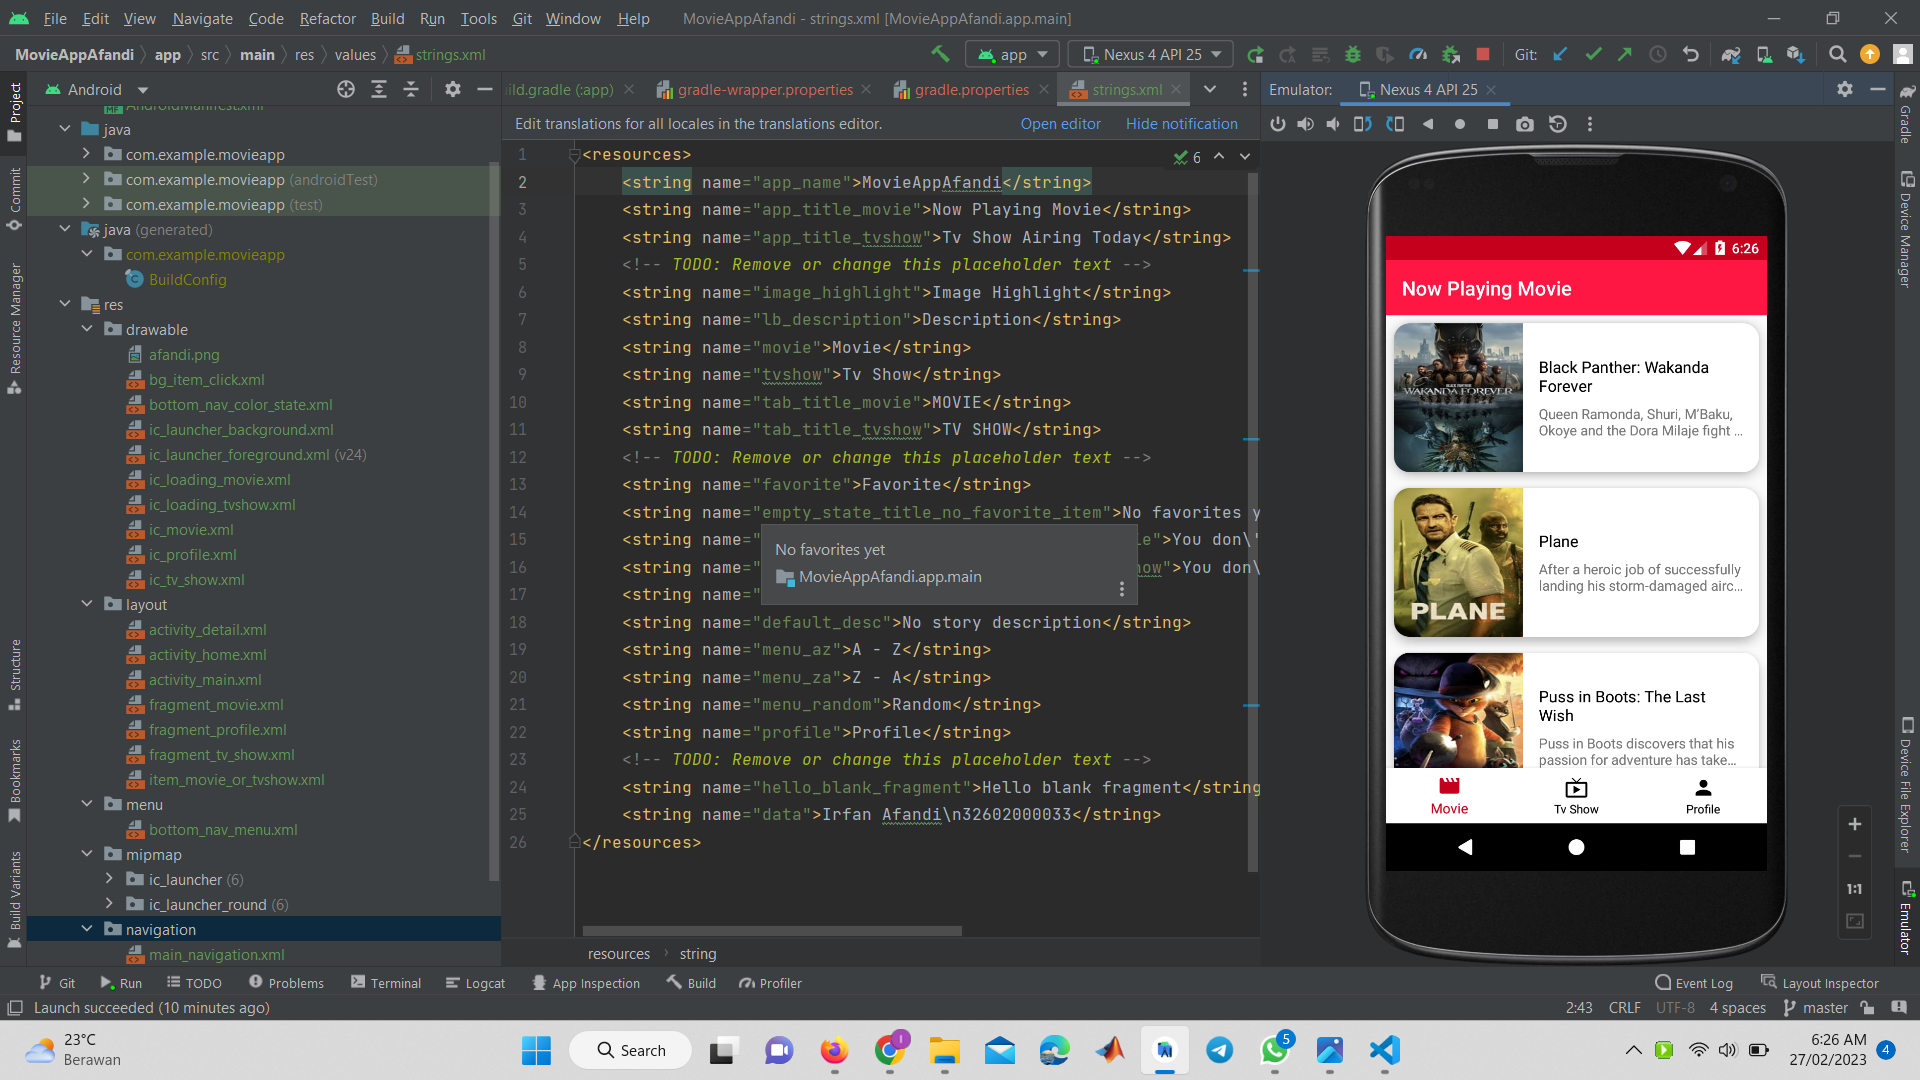 File Edit View Navigate Code Refactor Build Run Tools Git Window Help MovieAppAfandi - strings.xml [MovieAppAfandi.app.main]
MovieAppAfandi app src main res values strings.xml
app Nexus 4 API 25 Git:
Android
ild.gradle (:app) gradle-wrapper.properties gradle.properties strings.xml
Emulator: Nexus 4 API 25
Edit translations for all locales in the translations editor. Open editor Hide notification
Project
Commit
Resource Manager
Structure
Bookmarks
Build Variants
AndroidManifest.xml
java
com.example.movieapp
com.example.movieapp (androidTest)
com.example.movieapp (test)
java (generated)
com.example.movieapp
BuildConfig
res
drawable
afandi.png
bg_item_click.xml
bottom_nav_color_state.xml
ic_launcher_background.xml
ic_launcher_foreground.xml (v24)
ic_loading_movie.xml
ic_loading_tvshow.xml
ic_movie.xml
ic_profile.xml
ic_tv_show.xml
layout
activity_detail.xml
activity_home.xml
activity_main.xml
fragment_movie.xml
fragment_profile.xml
fragment_tv_show.xml
item_movie_or_tvshow.xml
menu
bottom_nav_menu.xml
mipmap
ic_launcher (6)
ic_launcher_round (6)
navigation
main_navigation.xml
6
1 <resources>
2 <string name="app_name">MovieAppAfandi</string>
3 <string name="app_title_movie">Now Playing Movie</string>
4 <string name="app_title_tvshow">Tv Show Airing Today</string>
5 <!-- TODO: Remove or change this placeholder text -->
6 <string name="image_highlight">Image Highlight</string>
7 <string name="lb_description">Description</string>
8 <string name="movie">Movie</string>
9 <string name="tvshow">Tv Show</string>
10 <string name="tab_title_movie">MOVIE</string>
11 <string name="tab_title_tvshow">TV SHOW</string>
12 <!-- TODO: Remove or change this placeholder text -->
13 <string name="favorite">Favorite</string>
14 <string name="empty_state_title_no_favorite_item">No favorites y
15 <string name=" le">You don\'
16 <string name=" ow">You don\
17 <string name="
18 <string name="default_desc">No story description</string>
19 <string name="menu_az">A - Z</string>
20 <string name="menu_za">Z - A</string>
21 <string name="menu_random">Random</string>
22 <string name="profile">Profile</string>
23 <!-- TODO: Remove or change this placeholder text -->
24 <string name="hello_blank_fragment">Hello blank fragment</string
25 <string name="data">Irfan Afandi\n32602000033</string>
26 </resources>
No favorites yet
MovieAppAfandi.app.main
resources string
6:26
Now Playing Movie
BLACK PANTHER
WAKANDA FOREVER
Black Panther: Wakanda
Forever
Queen Ramonda, Shuri, M'Baku,
Okoye and the Dora Milaje fight ...
PLANE
Plane
After a heroic job of successfully
landing his storm-damaged airc...
Puss in Boots: The Last
Wish
Puss in Boots discovers that his
passion for adventure has take...
Movie Tv Show Profile
1:1
Gradle
Device Manager
Device File Explorer
Emulator
Git Run TODO Problems Terminal Logcat App Inspection Build Profiler Event Log Layout Inspector
Launch succeeded (10 minutes ago) 2:43 CRLF UTF-8 4 spaces master
23°C
Berawan
Search
I
5
6:26 AM
27/02/2023
4